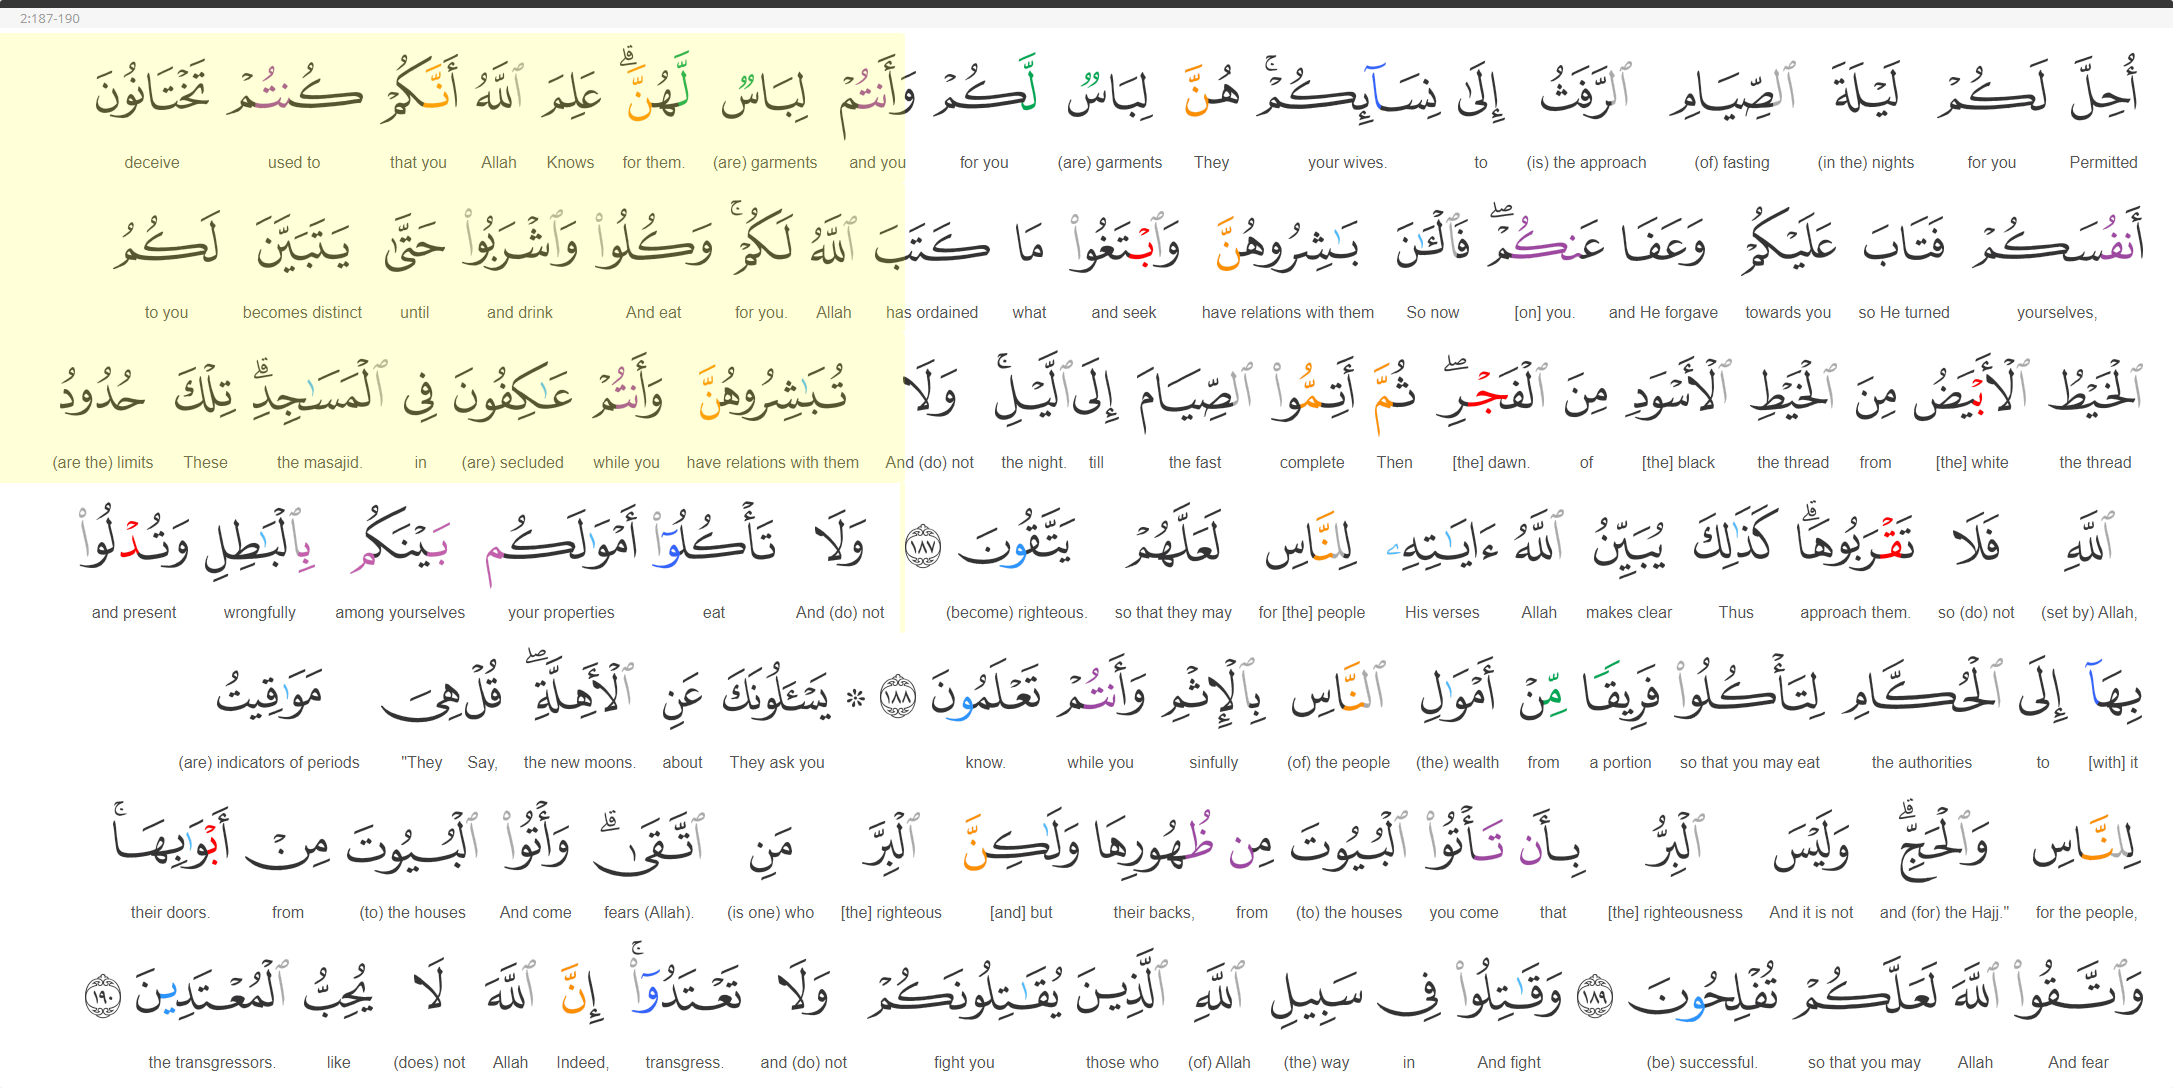 2:187-190
أُحِلَّ لَكُمْ لَيْلَةَ ٱلصِّيَامِ ٱلرَّفَثُ إِلَىٰ نِسَآئِكُمْ ۚ هُنَّ لِبَاسٌ لَّكُمْ وَأَنتُمْ لِبَاسٌ لَّهُنَّ ۗ عَلِمَ ٱللَّهُ أَنَّكُمْ كُنتُمْ تَخْتَانُونَ
Permitted for you (in the) nights (of) fasting (is) the approach to your wives. They (are) garments for you and you (are) garments for them. Knows Allah that you used to deceive
أَنفُسَكُمْ فَتَابَ عَلَيْكُمْ وَعَفَا عَنكُمْ ۖ فَٱلْـَٔـٰنَ بَـٰشِرُوهُنَّ وَٱبْتَغُوا۟ مَا كَتَبَ ٱللَّهُ لَكُمْ ۚ وَكُلُوا۟ وَٱشْرَبُوا۟ حَتَّىٰ يَتَبَيَّنَ لَكُمُ
yourselves, so He turned towards you and He forgave [on] you. So now have relations with them and seek what has ordained Allah for you. And eat and drink until becomes distinct to you
ٱلْخَيْطُ ٱلْأَبْيَضُ مِنَ ٱلْخَيْطِ ٱلْأَسْوَدِ مِنَ ٱلْفَجْرِ ۖ ثُمَّ أَتِمُّوا۟ ٱلصِّيَامَ إِلَى ٱلَّيْلِ ۚ وَلَا تُبَـٰشِرُوهُنَّ وَأَنتُمْ عَـٰكِفُونَ فِى ٱلْمَسَـٰجِدِ ۗ تِلْكَ حُدُودُ
the thread [the] white from the thread [the] black of [the] dawn. Then complete the fast till the night. And (do) not have relations with them while you (are) secluded in the masajid. These (are the) limits
ٱللَّهِ فَلَا تَقْرَبُوهَا ۗ كَذَٰلِكَ يُبَيِّنُ ٱللَّهُ ءَايَـٰتِهِۦ لِلنَّاسِ لَعَلَّهُمْ يَتَّقُونَ ١٨٧ وَلَا تَأْكُلُوٓا۟ أَمْوَٰلَكُم بَيْنَكُم بِٱلْبَـٰطِلِ وَتُدْلُوا۟
(set by) Allah, so (do) not approach them. Thus makes clear Allah His verses for [the] people so that they may (become) righteous. And (do) not eat your properties among yourselves wrongfully and present
بِهَآ إِلَى ٱلْحُكَّامِ لِتَأْكُلُوا۟ فَرِيقًا مِّنْ أَمْوَٰلِ ٱلنَّاسِ بِٱلْإِثْمِ وَأَنتُمْ تَعْلَمُونَ ١٨٨ ۞ يَسْـَٔلُونَكَ عَنِ ٱلْأَهِلَّةِ ۖ قُلْ هِىَ مَوَٰقِيتُ
[with] it to the authorities so that you may eat a portion from (the) wealth (of) the people sinfully while you know. They ask you about the new moons. Say, "They (are) indicators of periods
لِلنَّاسِ وَٱلْحَجِّ ۗ وَلَيْسَ ٱلْبِرُّ بِأَن تَأْتُوا۟ ٱلْبُيُوتَ مِن ظُهُورِهَا وَلَـٰكِنَّ ٱلْبِرَّ مَنِ ٱتَّقَىٰ ۗ وَأْتُوا۟ ٱلْبُيُوتَ مِنْ أَبْوَٰبِهَا ۚ
for the people, and (for) the Hajj." And it is not [the] righteousness that you come (to) the houses from their backs, [and] but [the] righteous (is one) who fears (Allah). And come (to) the houses from their doors.
وَٱتَّقُوا۟ ٱللَّهَ لَعَلَّكُمْ تُفْلِحُونَ ١٨٩ وَقَـٰتِلُوا۟ فِى سَبِيلِ ٱللَّهِ ٱلَّذِينَ يُقَـٰتِلُونَكُمْ وَلَا تَعْتَدُوٓا۟ ۚ إِنَّ ٱللَّهَ لَا يُحِبُّ ٱلْمُعْتَدِينَ ١٩٠
And fear Allah so that you may (be) successful. And fight in (the) way (of) Allah those who fight you and (do) not transgress. Indeed, Allah (does) not like the transgressors.